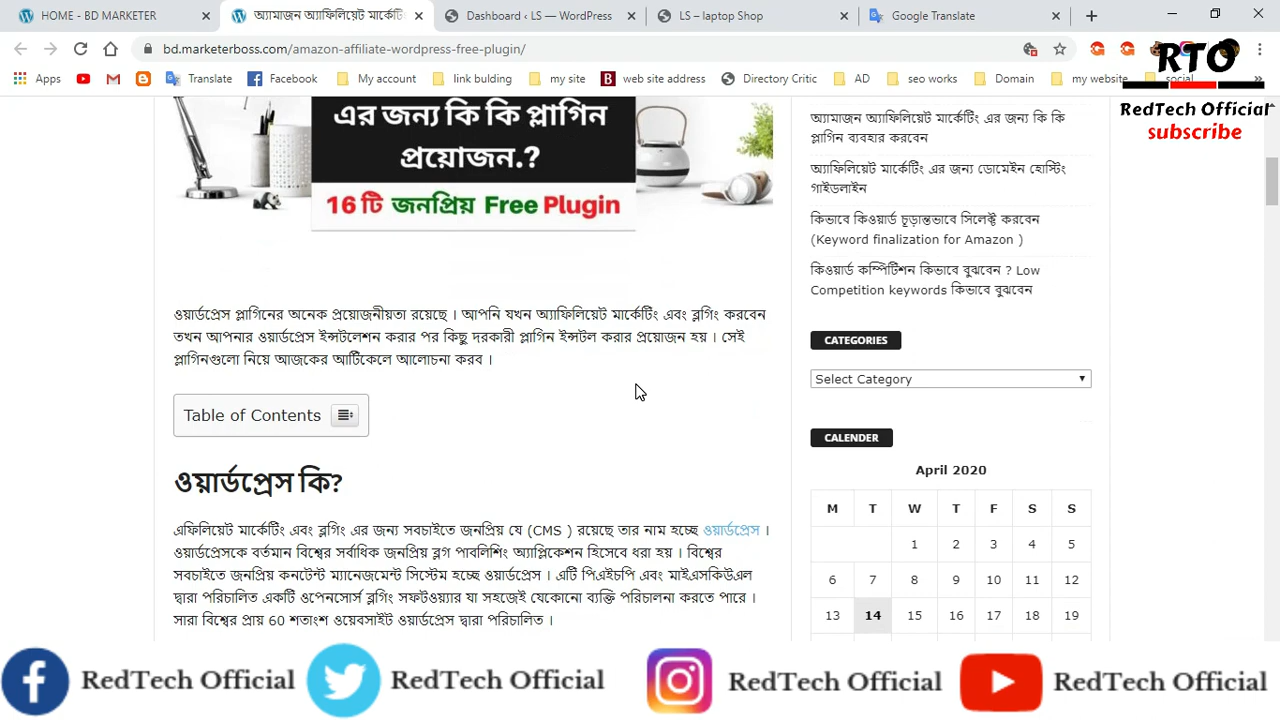 HOME - BD MARKETER
অ্যামাজন অ্যাফিলিয়েট মার্কেটিং
Dashboard ‹ LS — WordPress
LS – laptop Shop
Google Translate
bd.marketerboss.com/amazon-affiliate-wordpress-free-plugin/
RTO
Apps
Translate
Facebook
My account
link bulding
my site
web site address
Directory Critic
AD
seo works
Domain
my website
social
RedTech Official
subscribe
এর জন্য কি কি প্লাগিন
প্রয়োজন.?
16 টি জনপ্রিয় Free Plugin
অ্যামাজন অ্যাফিলিয়েট মার্কেটিং এর জন্য কি কি
প্লাগিন ব্যবহার করবেন
অ্যাফিলিয়েট মার্কেটিং এর জন্য ডোমেইন হোস্টিং
গাইডলাইন
কিভাবে কিওয়ার্ড চূড়ান্তভাবে সিলেক্ট করবেন
(Keyword finalization for Amazon )
কিওয়ার্ড কম্পিটিশন কিভাবে বুঝবেন ? Low
Competition keywords কিভাবে বুঝবেন
ওয়ার্ডপ্রেস প্লাগিনের অনেক প্রয়োজনীয়তা রয়েছে । আপনি যখন অ্যাফিলিয়েট মার্কেটিং এবং ব্লগিং করবেন
তখন আপনার ওয়ার্ডপ্রেস ইন্সটলেশন করার পর কিছু দরকারী প্লাগিন ইন্সটল করার প্রয়োজন হয় । সেই
প্লাগিনগুলো নিয়ে আজকের আর্টিকেলে আলোচনা করব ।
CATEGORIES
Select Category
Table of Contents
CALENDER
April 2020
M T W T F S S
1 2 3 4 5
6 7 8 9 10 11 12
13 14 15 16 17 18 19
ওয়ার্ডপ্রেস কি?
এফিলিয়েট মার্কেটিং এবং ব্লগিং এর জন্য সবচাইতে জনপ্রিয় যে (CMS ) রয়েছে তার নাম হচ্ছে ওয়ার্ডপ্রেস ।
ওয়ার্ডপ্রেসকে বর্তমান বিশ্বের সর্বাধিক জনপ্রিয় ব্লগ পাবলিশিং অ্যাপ্লিকেশন হিসেবে ধরা হয় । বিশ্বের
সবচাইতে জনপ্রিয় কনটেন্ট ম্যানেজমেন্ট সিস্টেম হচ্ছে ওয়ার্ডপ্রেস । এটি পিএইচপি এবং মাইএসকিউএল
দ্বারা পরিচালিত একটি ওপেনসোর্স ব্লগিং সফটওয়্যার যা সহজেই যেকোনো ব্যক্তি পরিচালনা করতে পারে ।
সারা বিশ্বের প্রায় 60 শতাংশ ওয়েবসাইট ওয়ার্ডপ্রেস দ্বারা পরিচালিত ।
RedTech Official
RedTech Official
RedTech Official
RedTech Official